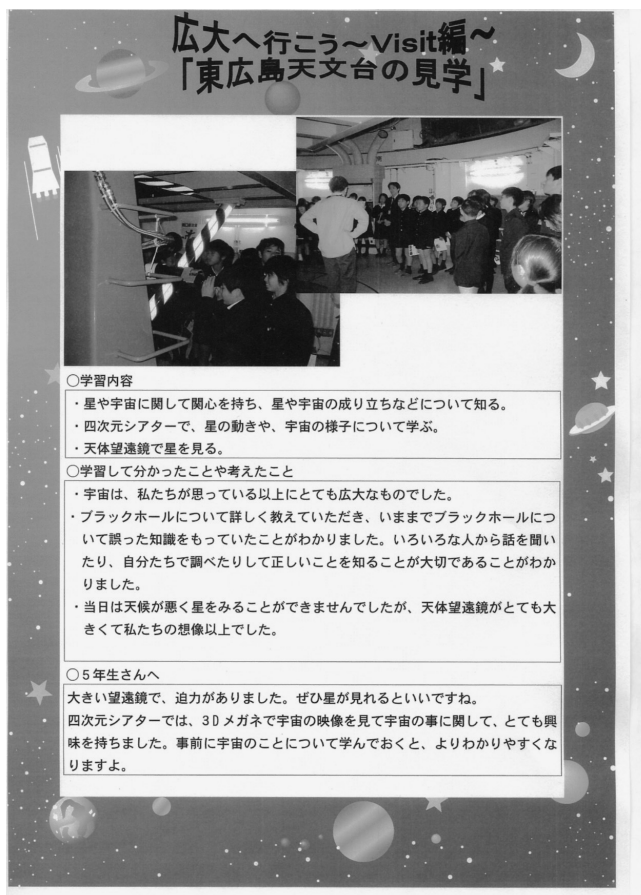 広大へ行こう～Visit編～
「東広島天文台の見学」
○学習内容
・星や宇宙に関して関心を持ち、星や宇宙の成り立ちなどについて知る。
・四次元シアターで、星の動きや、宇宙の様子について学ぶ。
・天体望遠鏡で星を見る。
○学習して分かったことや考えたこと
・宇宙は、私たちが思っている以上にとても広大なものでした。
・ブラックホールについて詳しく教えていただき、いままでブラックホールにつ
いて誤った知識をもっていたことがわかりました。いろいろな人から話を聞い
たり、自分たちで調べたりして正しいことを知ることが大切であることがわか
りました。
・当日は天候が悪く星をみることができませんでしたが、天体望遠鏡がとても大
きくて私たちの想像以上でした。
○５年生さんへ
大きい望遠鏡で、迫力がありました。ぜひ星が見れるといいですね。
四次元シアターでは、３Ｄメガネで宇宙の映像を見て宇宙の事に関して、とても興
味を持ちました。事前に宇宙のことについて学んでおくと、よりわかりやすくな
りますよ。